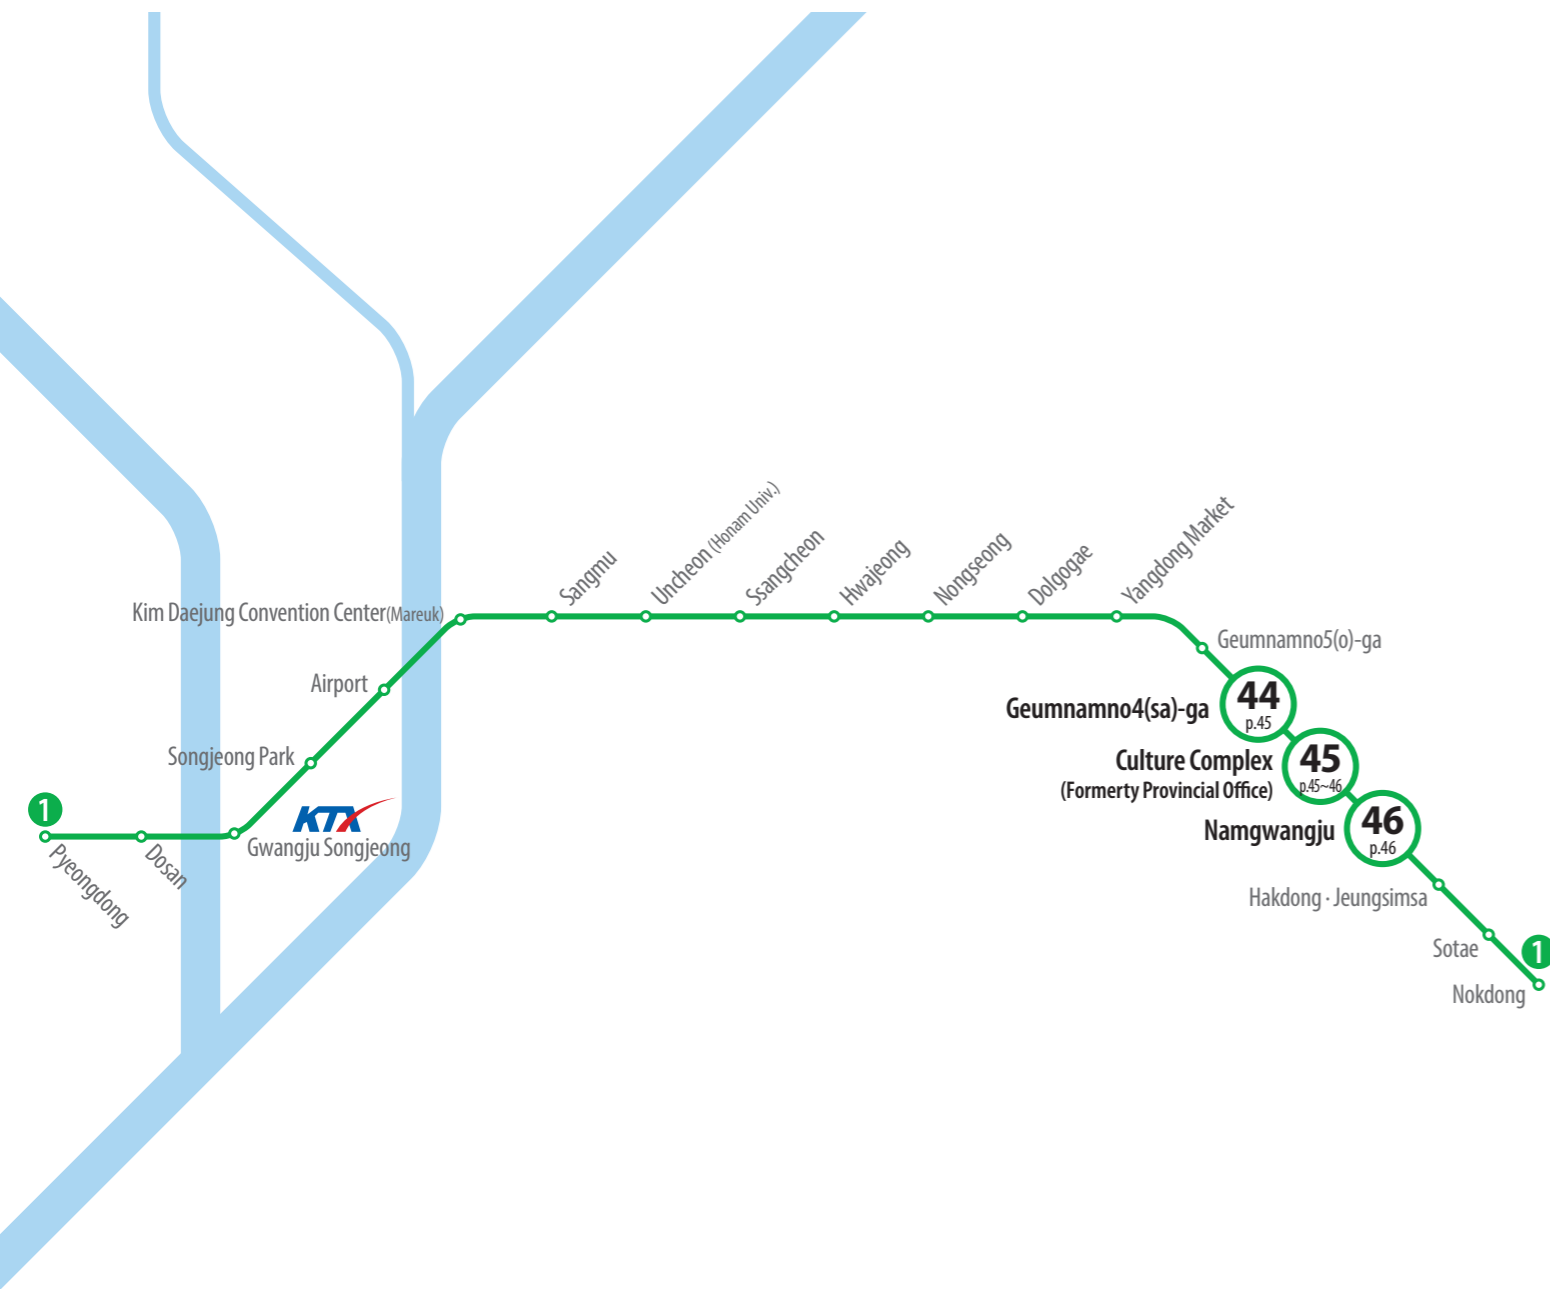 Sangmu
Uncheon (Honam Univ.)
Ssangcheon
Hwajeong
Nongseong
Dolgogae
Yangdong Market
Kim Daejung Convention Center(Mareuk)
Geumnamno5(o)-ga
Airport
Geumnamno4(sa)-ga
44
p.45
Songjeong Park
Culture Complex
(Formerty Provincial Office)
45
p.45~46
1
KTX
Gwangju Songjeong
Pyeongdong
Dosan
Namgwangju
46
p.46
Hakdong · Jeungsimsa
Sotae
1
Nokdong